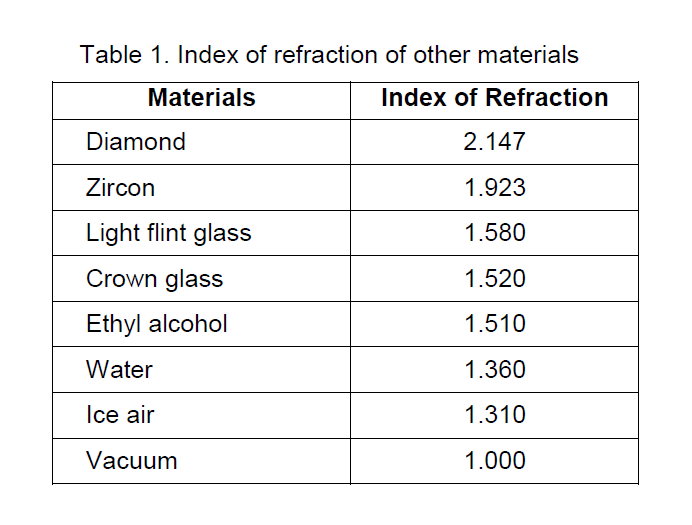 Table 1. Index of refraction of other materials
Materials Index of Refraction
Diamond 2.147
Zircon 1.923
Light flint glass 1.580
Crown glass 1.520
Ethyl alcohol 1.510
Water 1.360
Ice air 1.310
Vacuum 1.000